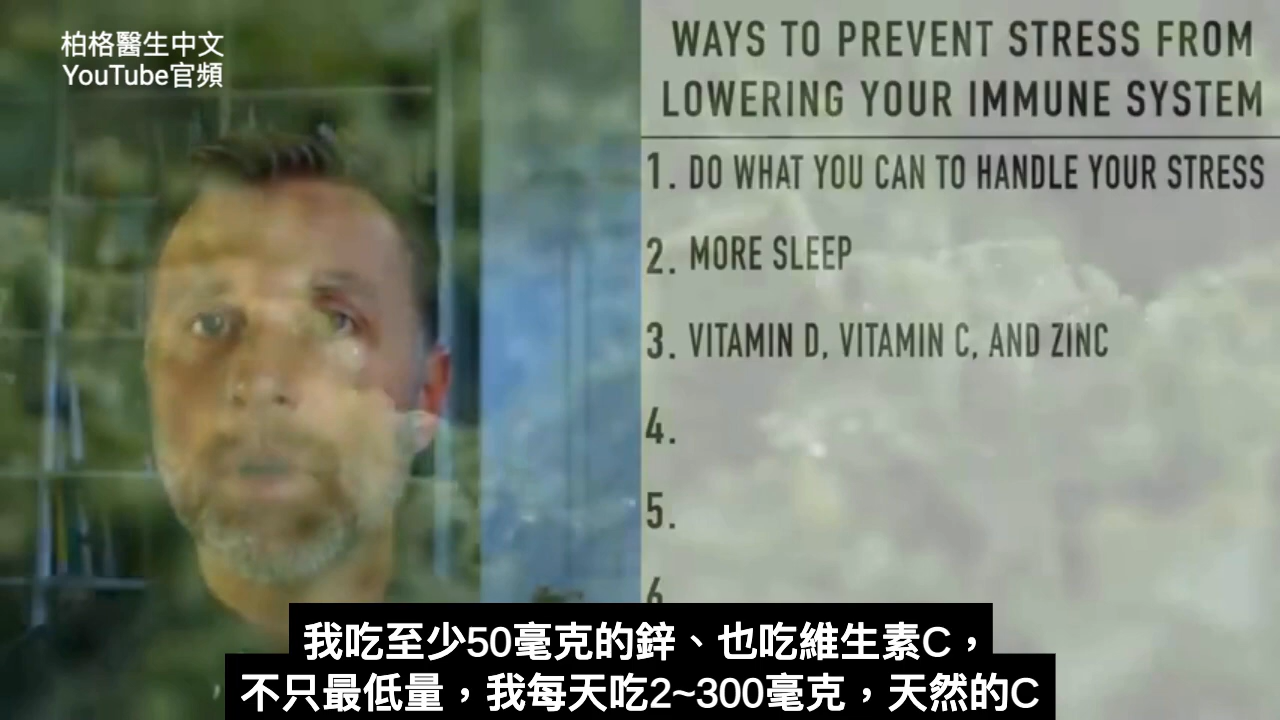 柏格醫生中文
YouTube官頻
WAYS TO PREVENT STRESS FROM
LOWERING YOUR IMMUNE SYSTEM
1. DO WHAT YOU CAN TO HANDLE YOUR STRESS
2. MORE SLEEP
3. VITAMIN D, VITAMIN C, AND ZINC
4.
5.
6
我吃至少50毫克的鋅、也吃維生素C，
不只最低量，我每天吃2~300毫克，天然的C